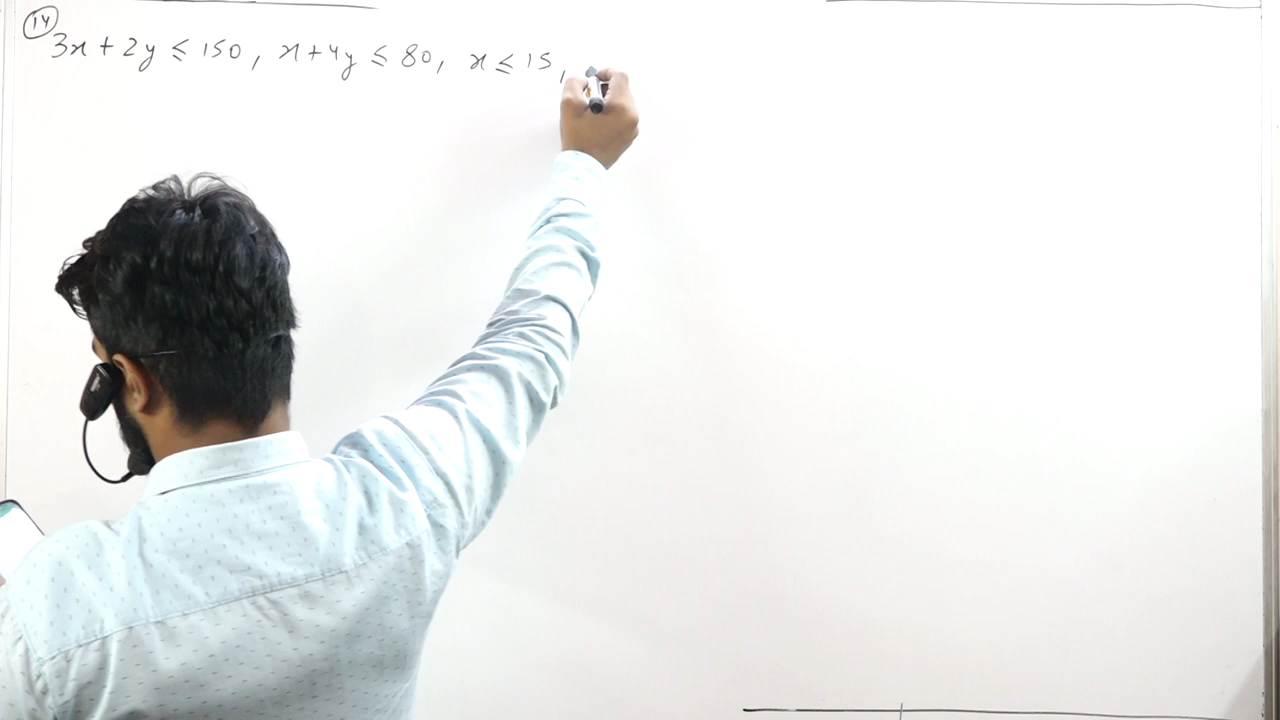 (14)
3x + 2y ≤ 150, x + 4y ≤ 80, x ≤ 15,